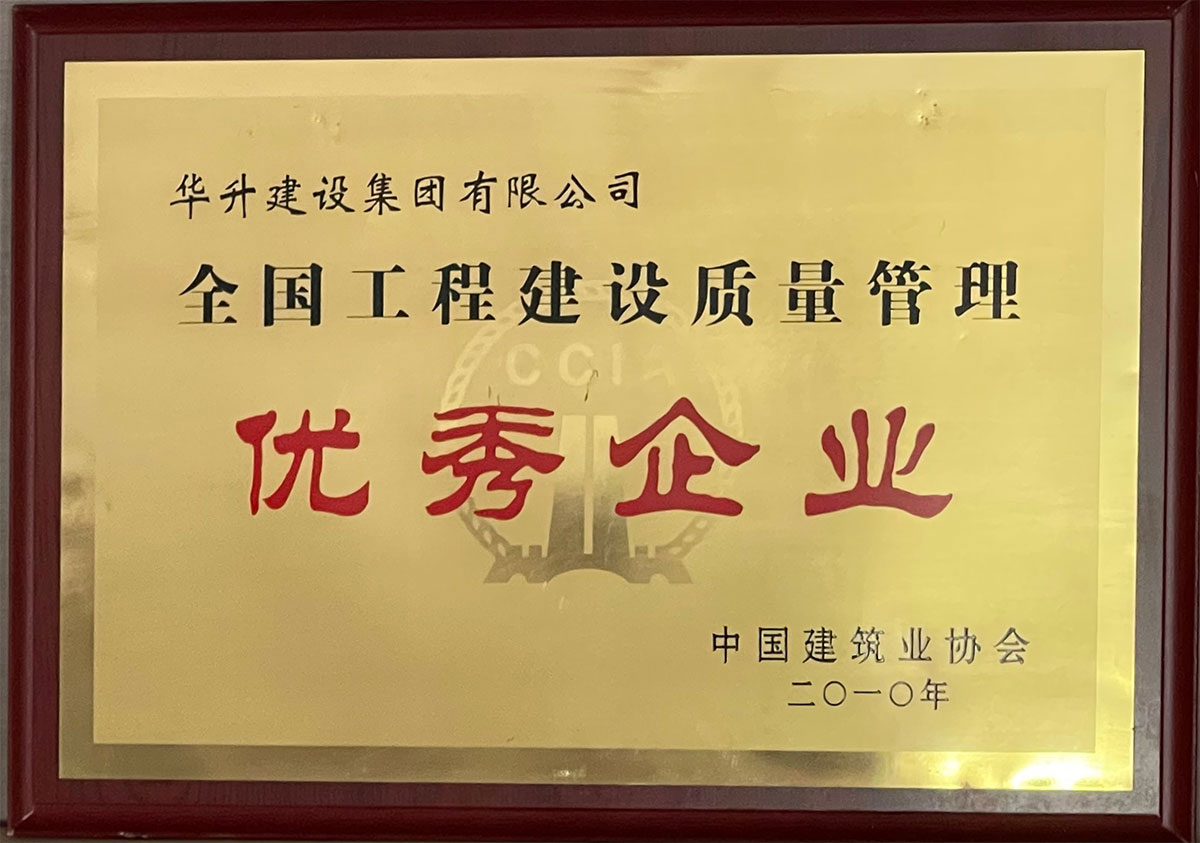 华升建设集团有限公司
全国工程建设质量管理
CCIA
优秀企业
中国建筑业协会
二〇一〇年